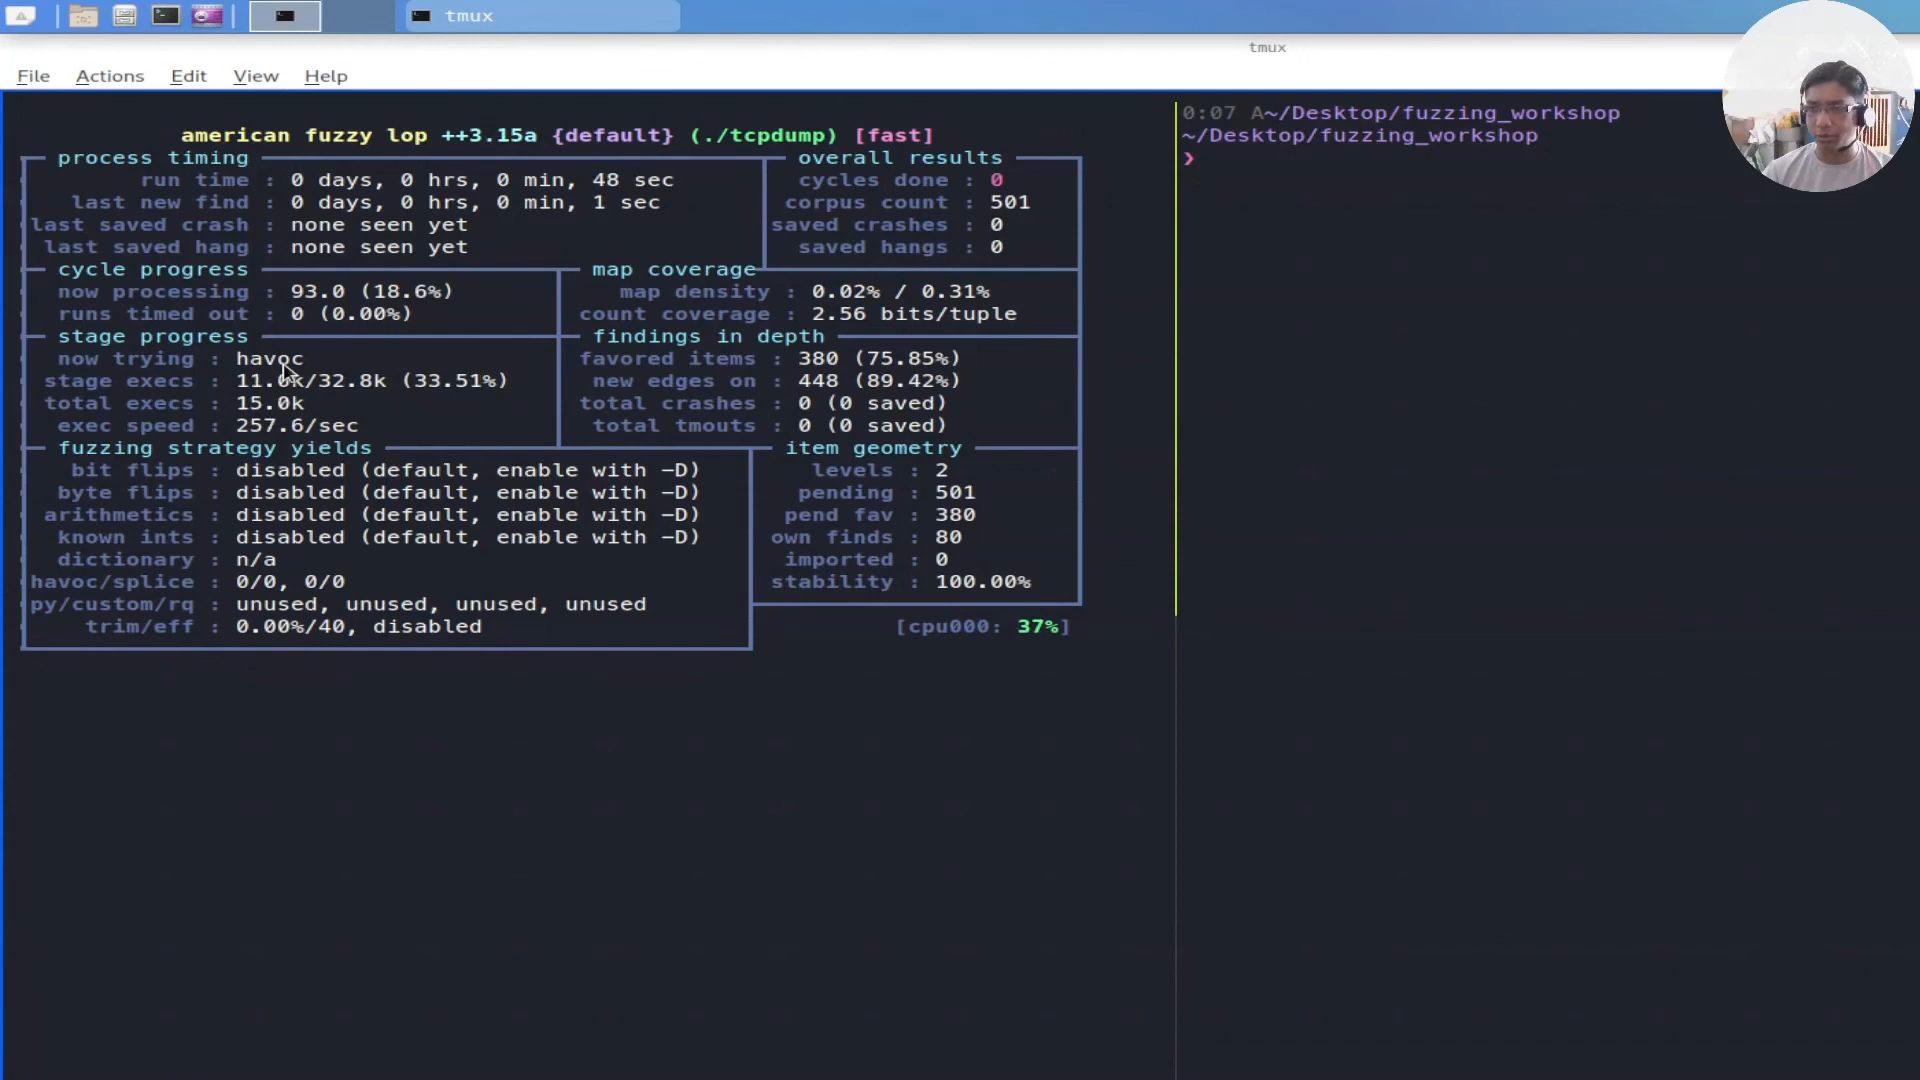 tmux
tmux
File Actions Edit View Help
american fuzzy lop ++3.15a {default} (./tcpdump) [fast]
process timing
run time : 0 days, 0 hrs, 0 min, 48 sec
last new find : 0 days, 0 hrs, 0 min, 1 sec
last saved crash : none seen yet
last saved hang : none seen yet
overall results
cycles done : 0
corpus count : 501
saved crashes : 0
saved hangs : 0
cycle progress
now processing : 93.0 (18.6%)
runs timed out : 0 (0.00%)
map coverage
map density : 0.02% / 0.31%
count coverage : 2.56 bits/tuple
stage progress
now trying : havoc
stage execs : 11.0k/32.8k (33.51%)
total execs : 15.0k
exec speed : 257.6/sec
findings in depth
favored items : 380 (75.85%)
new edges on : 448 (89.42%)
total crashes : 0 (0 saved)
total tmouts : 0 (0 saved)
fuzzing strategy yields
bit flips : disabled (default, enable with -D)
byte flips : disabled (default, enable with -D)
arithmetics : disabled (default, enable with -D)
known ints : disabled (default, enable with -D)
dictionary : n/a
havoc/splice : 0/0, 0/0
py/custom/rq : unused, unused, unused, unused
trim/eff : 0.00%/40, disabled
item geometry
levels : 2
pending : 501
pend fav : 380
own finds : 80
imported : 0
stability : 100.00%
[cpu000: 37%]
0:07 A~/Desktop/fuzzing_workshop
~/Desktop/fuzzing_workshop
❯